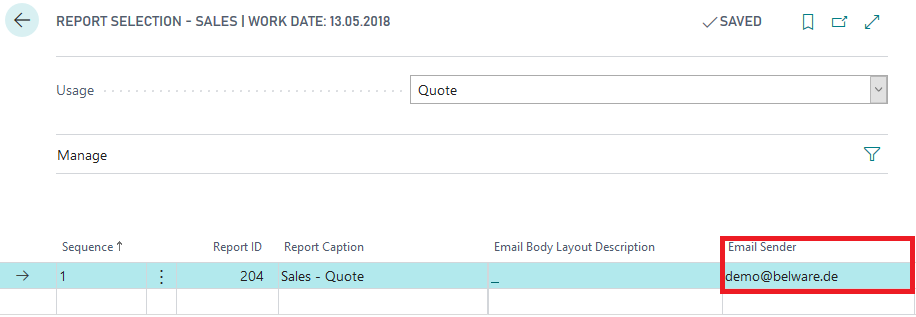 REPORT SELECTION - SALES | WORK DATE: 13.05.2018 SAVED
Usage Quote
Manage
Sequence↑ Report ID Report Caption Email Body Layout Description Email Sender
1 204 Sales - Quote _ demo@belware.de